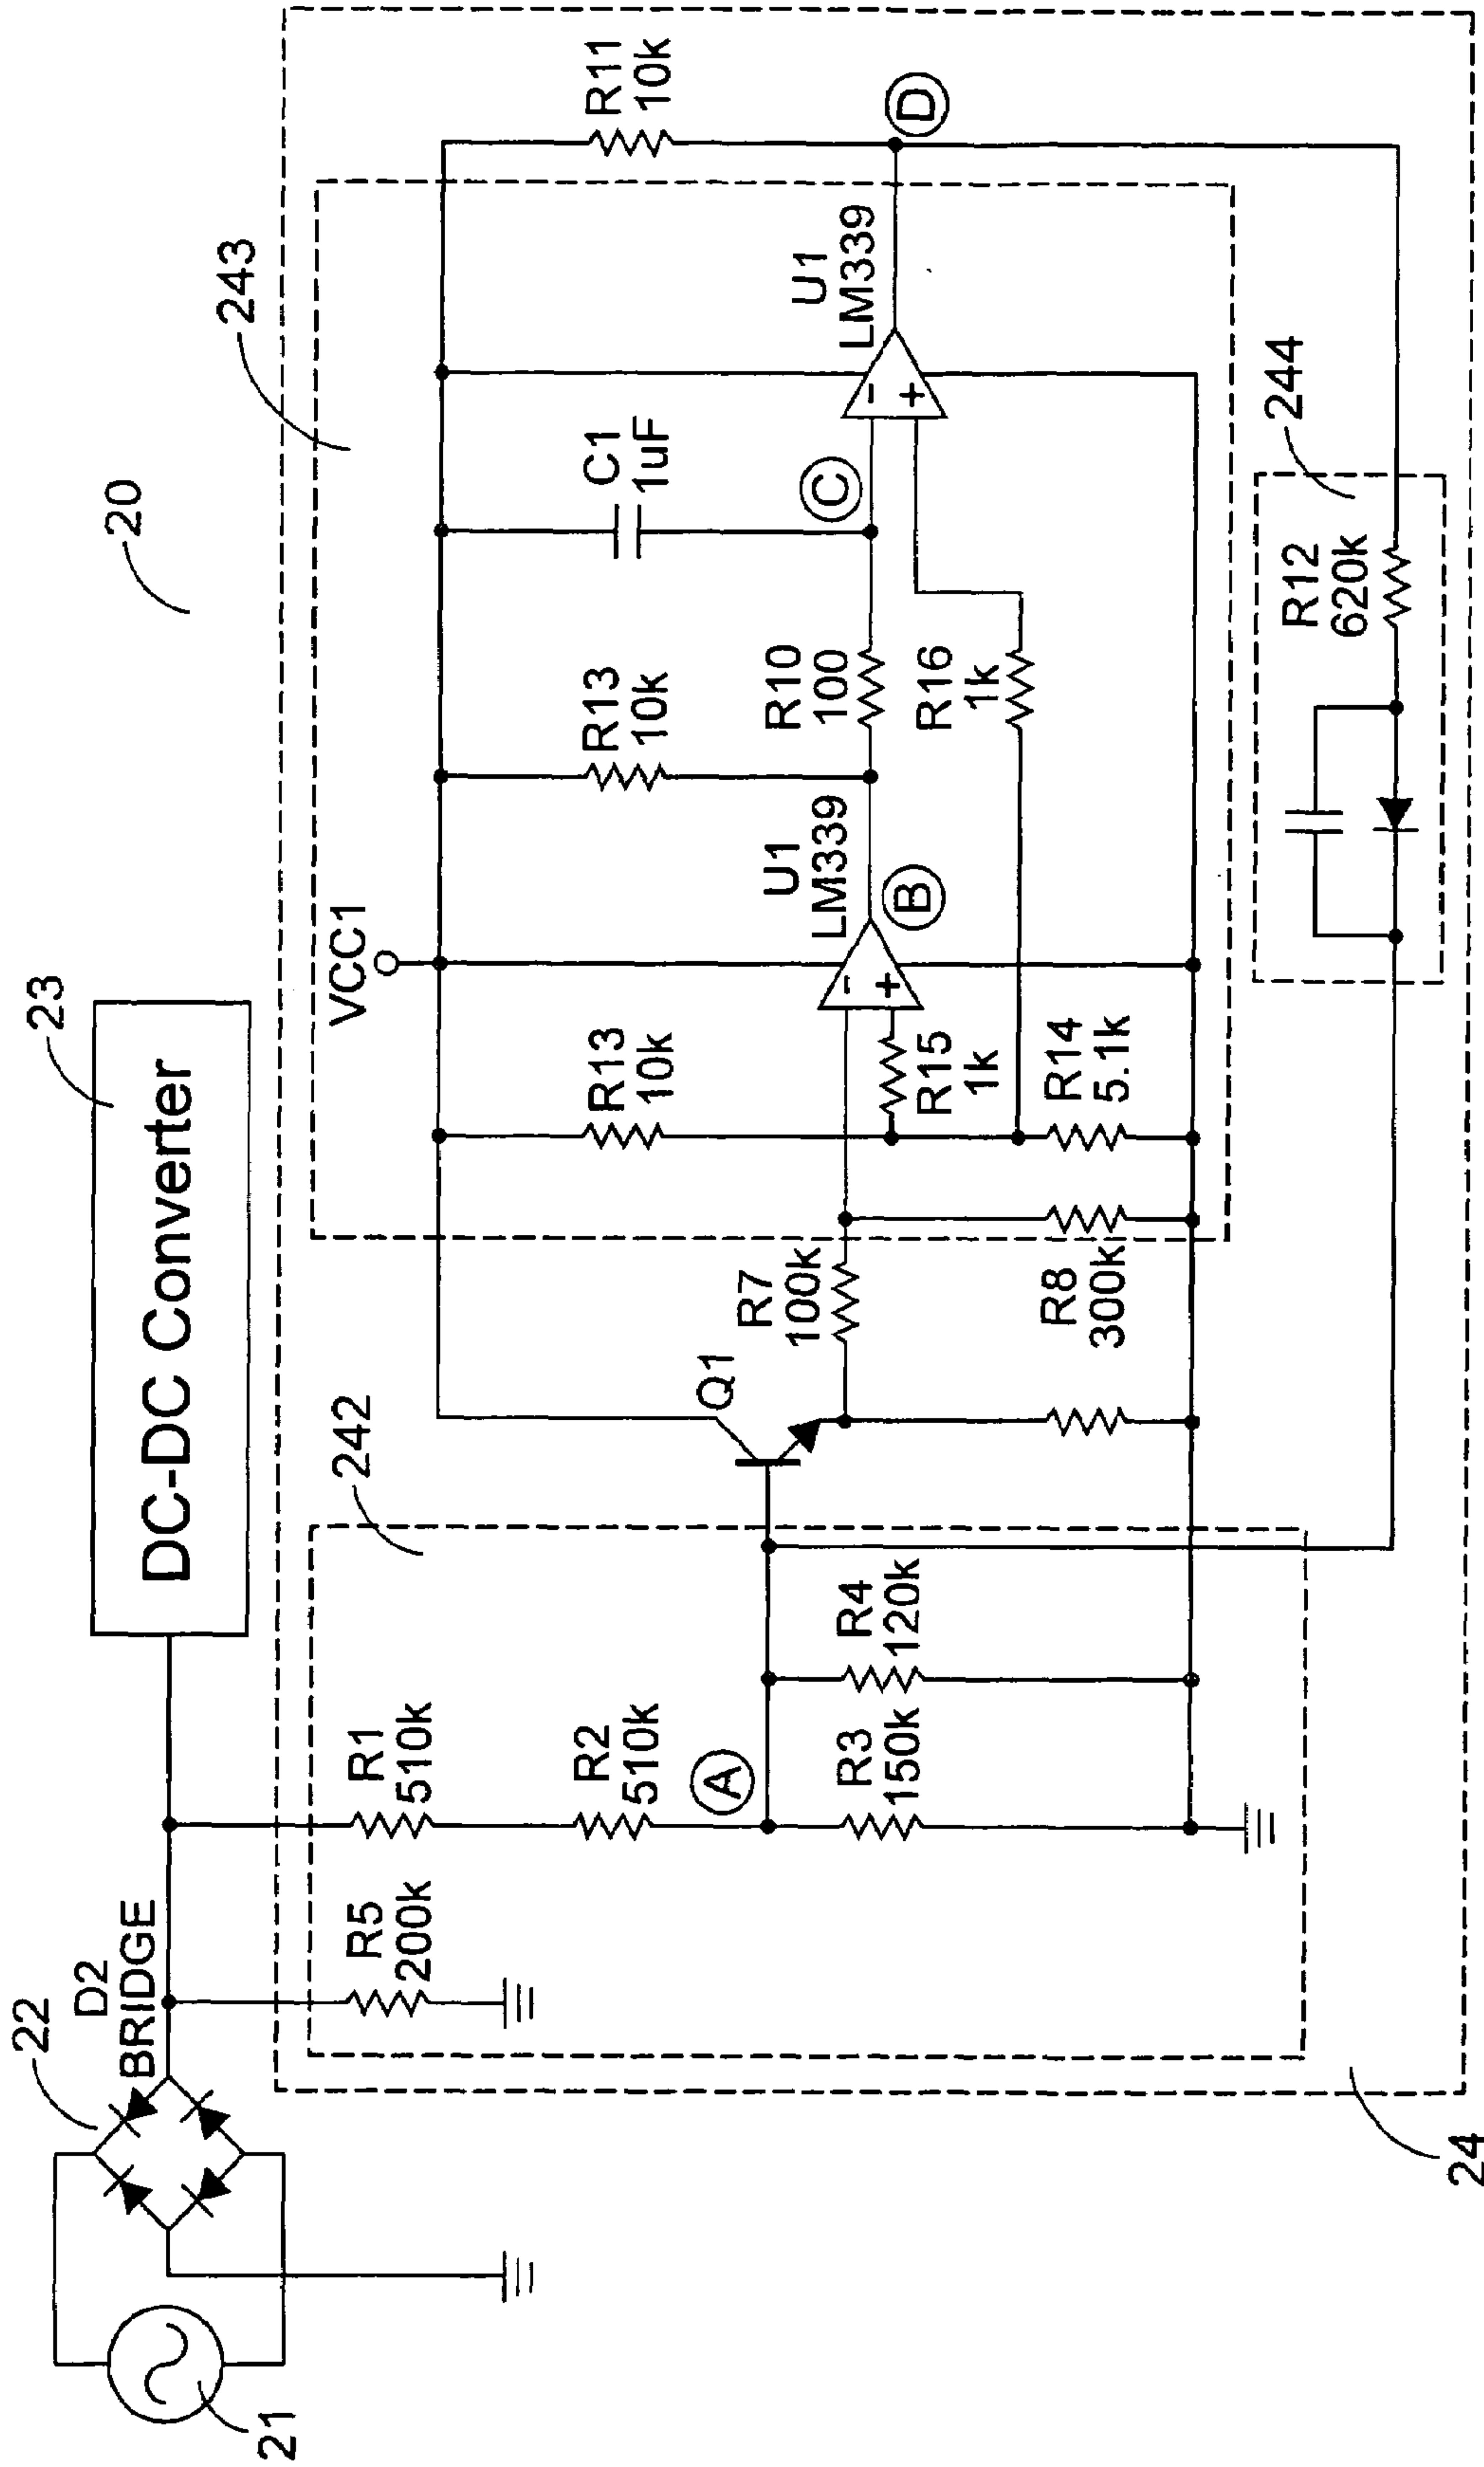 20
23
DC-DC Converter
22
D2
BRIDGE
21
243
VCC1
R11
10k
C1
1uF
R13
10k
R13
10k
U1
LM339
U1
LM339
-
+
-
+
R10
100
R16
1k
R15
1k
R14
5.1k
R7
100k
R8
300k
Q1
242
R1
510k
R2
510k
R5
200k
R3
150k
R4
120k
A
B
C
D
244
R12
620k
24